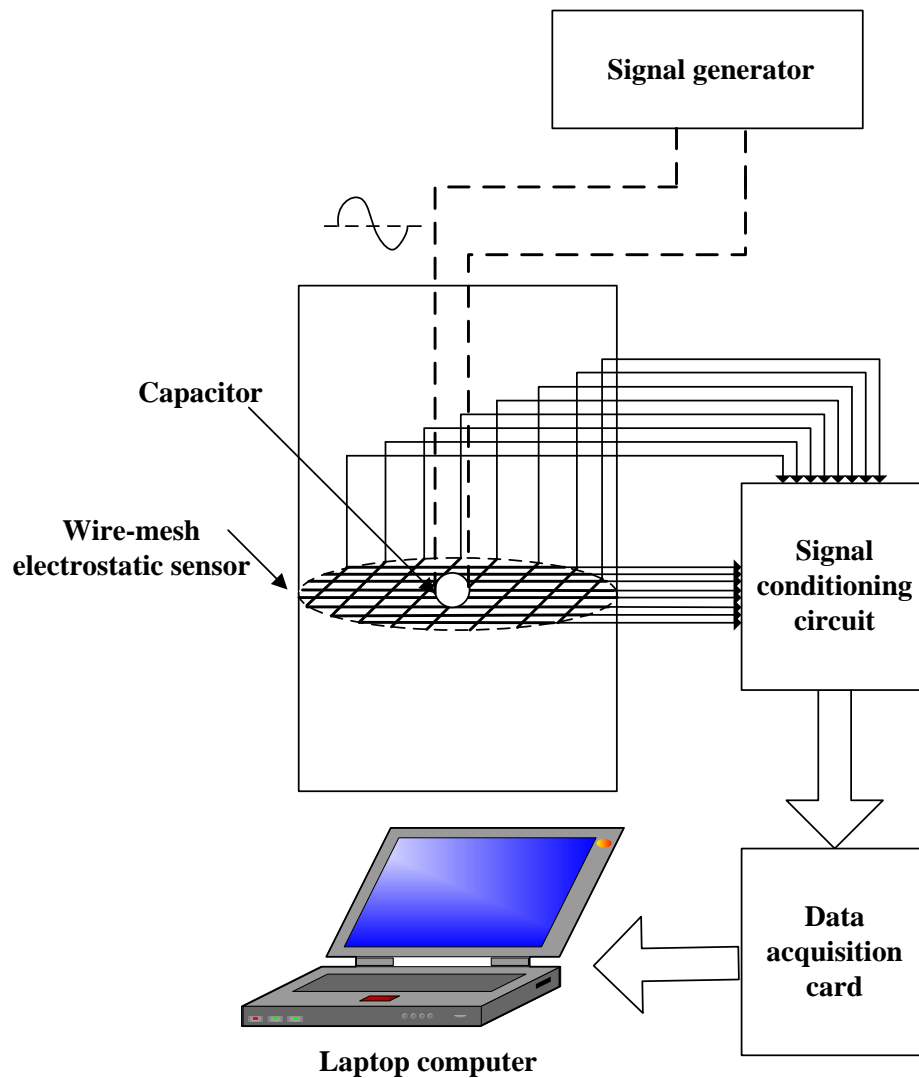 Signal generator
Capacitor
Wire-mesh
electrostatic sensor
Signal
conditioning
circuit
Data
acquisition
card
Laptop computer